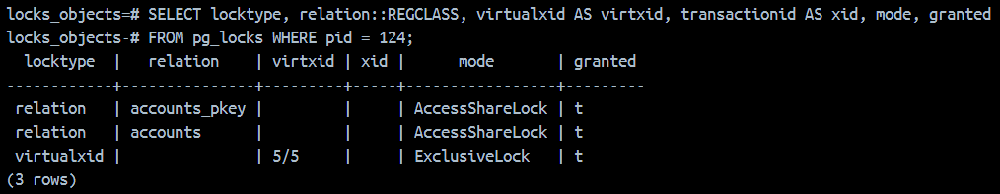 locks_objects=# SELECT locktype, relation::REGCLASS, virtualxid AS virtxid, transactionid AS xid, mode, granted
locks_objects-# FROM pg_locks WHERE pid = 124;
  locktype  |   relation    | virtxid | xid |      mode       | granted
------------+---------------+---------+-----+-----------------+---------
 relation   | accounts_pkey |         |     | AccessShareLock | t
 relation   | accounts      |         |     | AccessShareLock | t
 virtualxid |               | 5/5     |     | ExclusiveLock   | t
(3 rows)